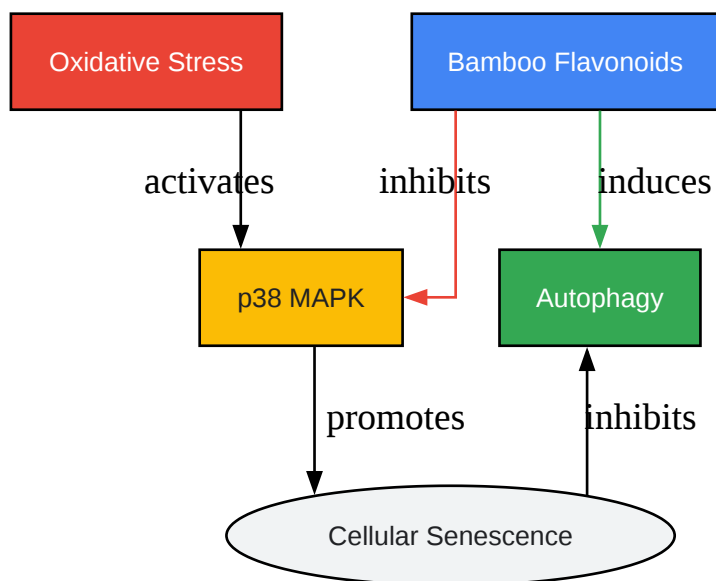 Oxidative Stress
Bamboo Flavonoids
activates
inhibits
induces
p38 MAPK
Autophagy
promotes
inhibits
Cellular Senescence